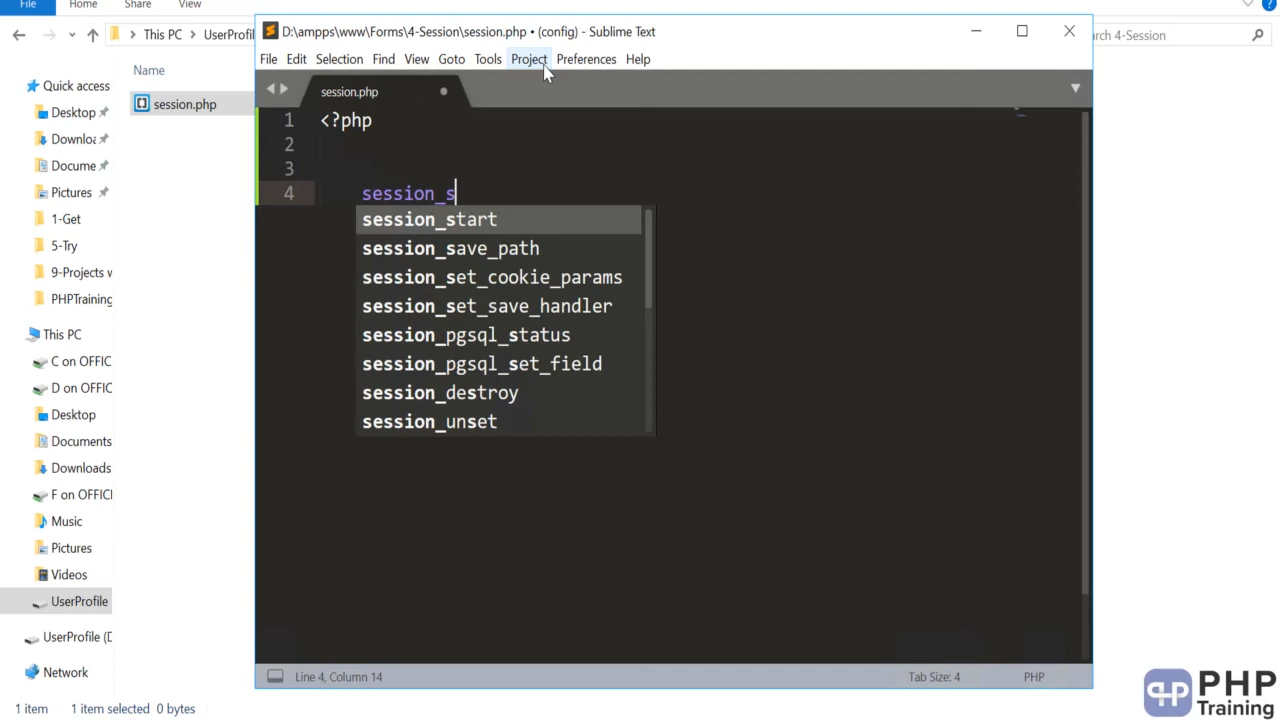 File
Home
Share
View
This PC
UserProfil
arch 4-Session
D:\ampps\www\Forms\4-Session\session.php • (config) - Sublime Text
File Edit Selection Find View Goto Tools Project Preferences Help
Name
session.php
Quick access
Desktop
Downloa
Docume
Pictures
1-Get
5-Try
9-Projects w
PHPTraining
This PC
C on OFFIC
D on OFFIC
Desktop
Documents
Downloads
F on OFFIC
Music
Pictures
Videos
UserProfile
UserProfile (D
Network
session.php
1 <?php
2
3
4 session_s
session_start
session_save_path
session_set_cookie_params
session_set_save_handler
session_pgsql_status
session_pgsql_set_field
session_destroy
session_unset
Line 4, Column 14
Tab Size: 4
PHP
1 item
1 item selected 0 bytes
PHP
Training